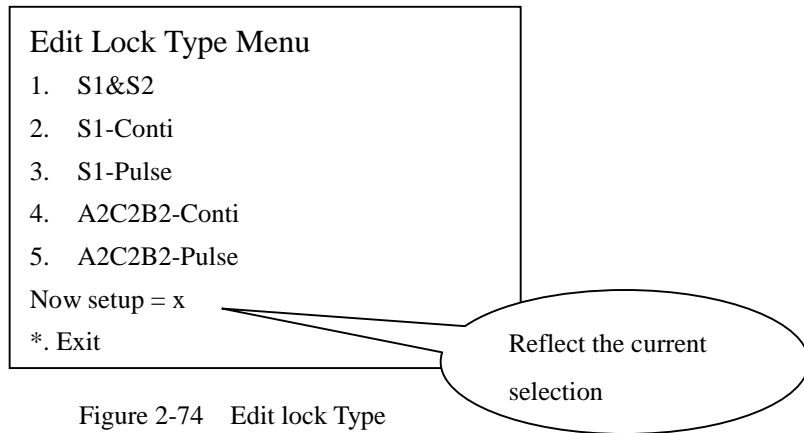 Edit Lock Type Menu
1. S1&S2
2. S1-Conti
3. S1-Pulse
4. A2C2B2-Conti
5. A2C2B2-Pulse
Now setup = x
*. Exit
Reflect the current
selection
Figure 2-74 Edit lock Type